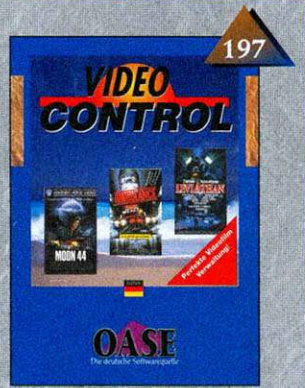 197
VIDEO
CONTROL
MOON 44
LEVIATHAN
Perfekte Videofilm
Verwaltung!
OASE
Die deutsche Softwarequelle